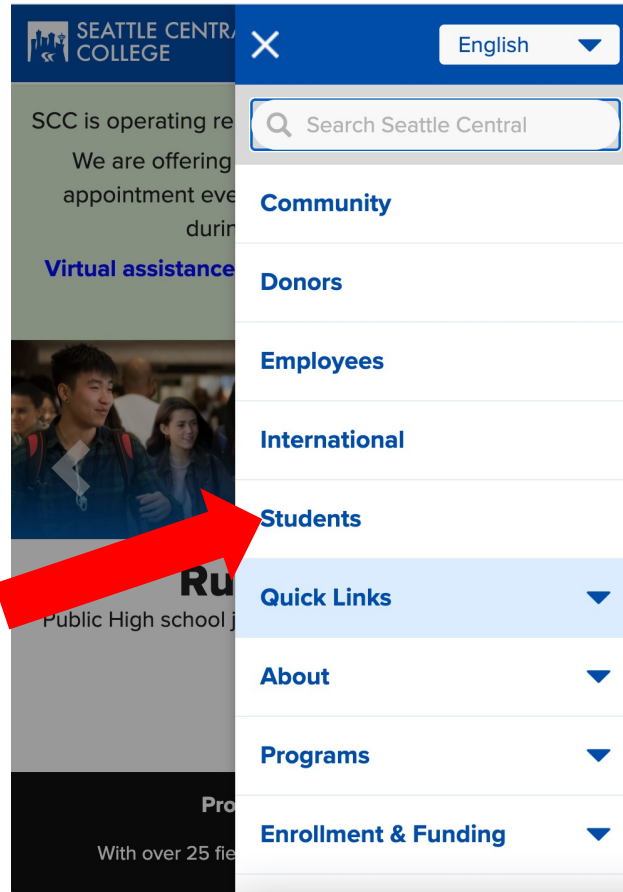 SEATTLE CENTRA
COLLEGE
English
SCC is operating re
We are offering
appointment eve
durin
Virtual assistance
Ru
Public High school j
Pro
With over 25 fie
Search Seattle Central
Community
Donors
Employees
International
Students
Quick Links
About
Programs
Enrollment & Funding